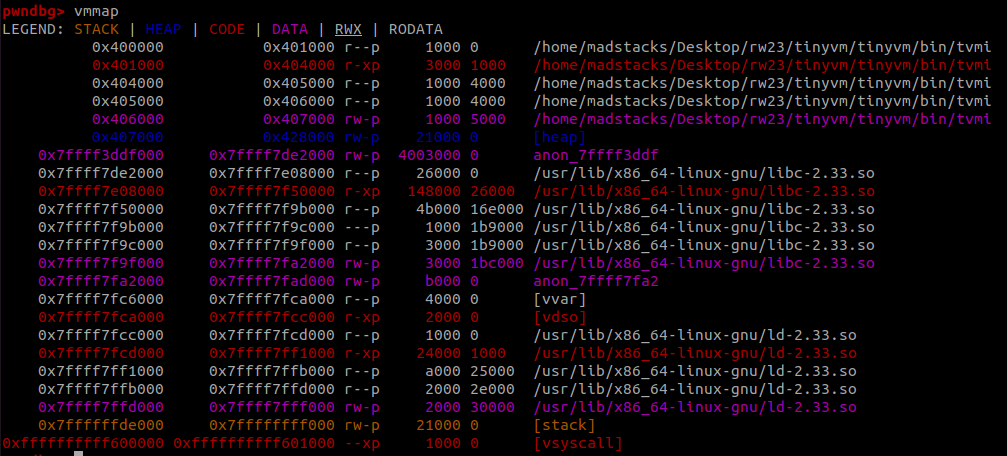 pwndbg> vmmap
LEGEND: STACK | HEAP | CODE | DATA | RWX | RODATA
0x400000 0x401000 r--p 1000 0 /home/madstacks/Desktop/rw23/tinyvm/tinyvm/bin/tvmi
0x401000 0x404000 r-xp 3000 1000 /home/madstacks/Desktop/rw23/tinyvm/tinyvm/bin/tvmi
0x404000 0x405000 r--p 1000 4000 /home/madstacks/Desktop/rw23/tinyvm/tinyvm/bin/tvmi
0x405000 0x406000 r--p 1000 4000 /home/madstacks/Desktop/rw23/tinyvm/tinyvm/bin/tvmi
0x406000 0x407000 rw-p 1000 5000 /home/madstacks/Desktop/rw23/tinyvm/tinyvm/bin/tvmi
0x407000 0x428000 rw-p 21000 0 [heap]
0x7ffff3ddf000 0x7ffff7de2000 rw-p 4003000 0 anon_7ffff3ddf
0x7ffff7de2000 0x7ffff7e08000 r--p 26000 0 /usr/lib/x86_64-linux-gnu/libc-2.33.so
0x7ffff7e08000 0x7ffff7f50000 r-xp 148000 26000 /usr/lib/x86_64-linux-gnu/libc-2.33.so
0x7ffff7f50000 0x7ffff7f9b000 r--p 4b000 16e000 /usr/lib/x86_64-linux-gnu/libc-2.33.so
0x7ffff7f9b000 0x7ffff7f9c000 ---p 1000 1b9000 /usr/lib/x86_64-linux-gnu/libc-2.33.so
0x7ffff7f9c000 0x7ffff7f9f000 r--p 3000 1b9000 /usr/lib/x86_64-linux-gnu/libc-2.33.so
0x7ffff7f9f000 0x7ffff7fa2000 rw-p 3000 1bc000 /usr/lib/x86_64-linux-gnu/libc-2.33.so
0x7ffff7fa2000 0x7ffff7fad000 rw-p b000 0 anon_7ffff7fa2
0x7ffff7fc6000 0x7ffff7fca000 r--p 4000 0 [vvar]
0x7ffff7fca000 0x7ffff7fcc000 r-xp 2000 0 [vdso]
0x7ffff7fcc000 0x7ffff7fcd000 r--p 1000 0 /usr/lib/x86_64-linux-gnu/ld-2.33.so
0x7ffff7fcd000 0x7ffff7ff1000 r-xp 24000 1000 /usr/lib/x86_64-linux-gnu/ld-2.33.so
0x7ffff7ff1000 0x7ffff7ffb000 r--p a000 25000 /usr/lib/x86_64-linux-gnu/ld-2.33.so
0x7ffff7ffb000 0x7ffff7ffd000 r--p 2000 2e000 /usr/lib/x86_64-linux-gnu/ld-2.33.so
0x7ffff7ffd000 0x7ffff7fff000 rw-p 2000 30000 /usr/lib/x86_64-linux-gnu/ld-2.33.so
0x7ffffffde000 0x7ffffffff000 rw-p 21000 0 [stack]
0xffffffffff600000 0xffffffffff601000 --xp 1000 0 [vsyscall]